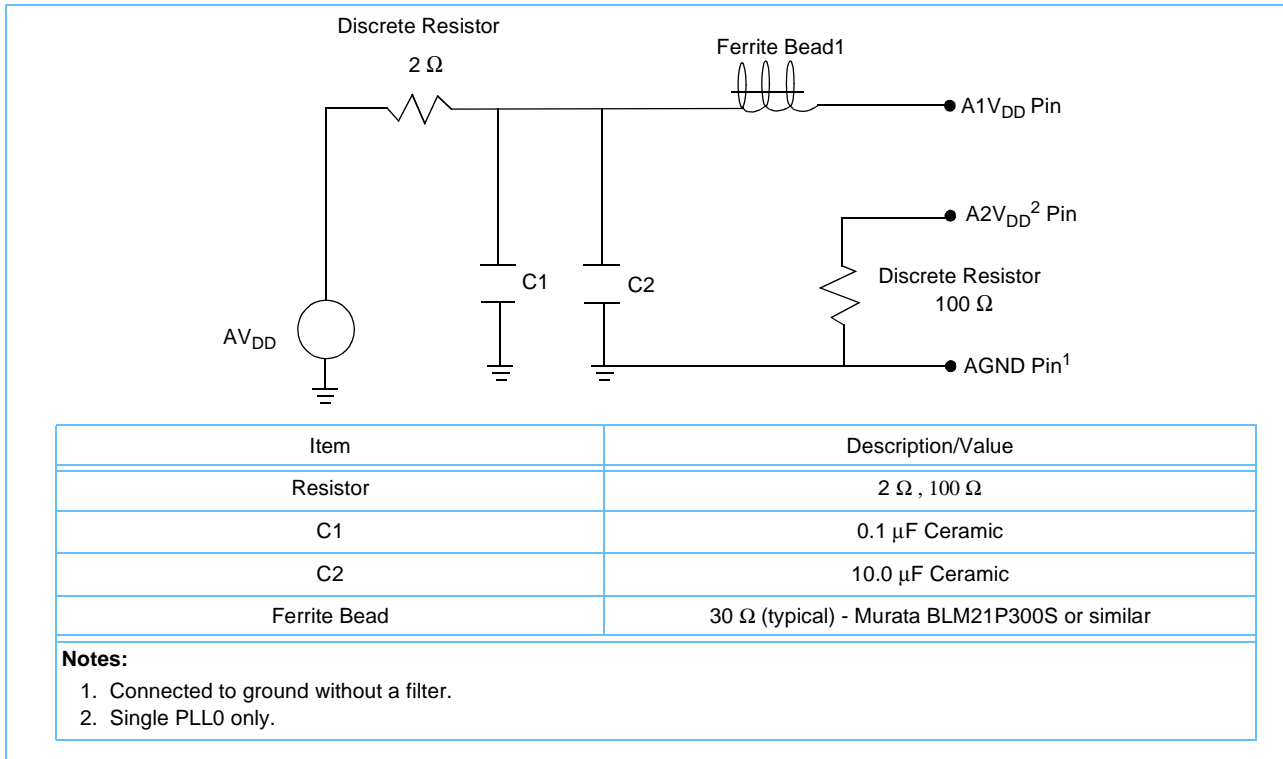 Discrete Resistor
2 Ω
Ferrite Bead1
A1VDD Pin
A2VDD2 Pin
C1
C2
Discrete Resistor
100 Ω
AVDD
AGND Pin1
Item Description/Value
Resistor 2 Ω , 100 Ω
C1 0.1 μF Ceramic
C2 10.0 μF Ceramic
Ferrite Bead 30 Ω (typical) - Murata BLM21P300S or similar
Notes:
1. Connected to ground without a filter.
2. Single PLL0 only.